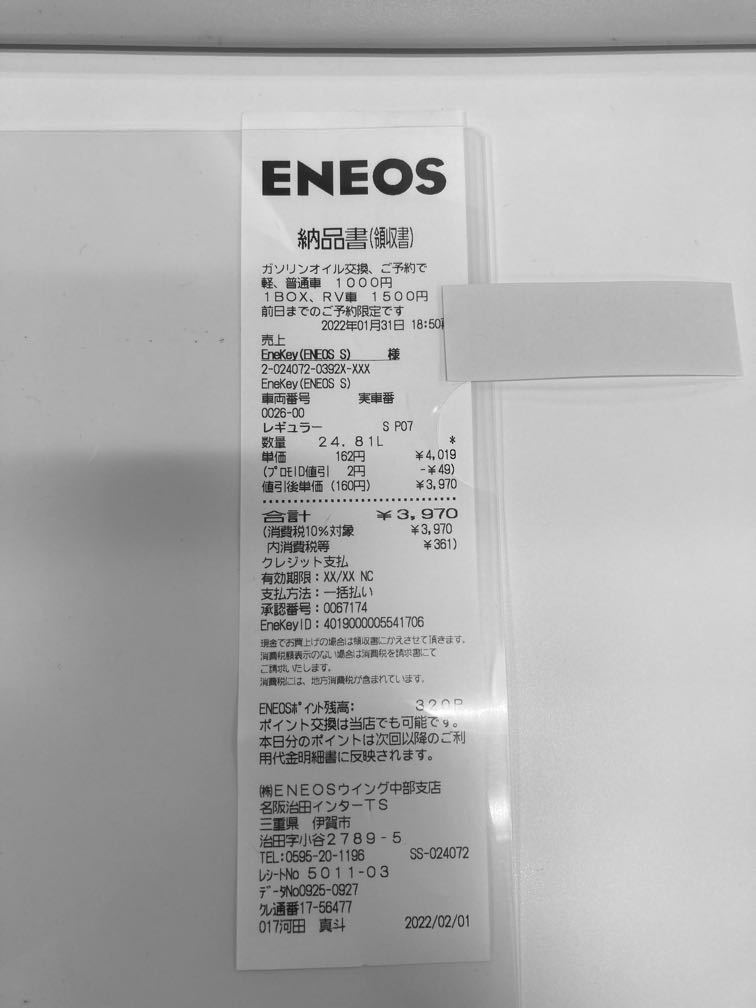 ENEOS
納品書(領収書)
ガソリンオイル交換、ご予約で
軽、普通車 1000円
1BOX、RV車 1500円
前日までのご予約限定です
2022年01月31日 18:50
売上
EneKey(ENEOS S) 様
2-024072-0392X-XXX
EneKey(ENEOS S)
車両番号 実車番
0026-00
レギュラー S P07
数量 24.81L *
単価 162円 ¥4,019
(プロモID値引 2円 -¥49)
値引後単価(160円) ¥3,970
合計 ¥3,970
(消費税10%対象 ¥3,970
内消費税等 ¥361)
クレジット支払
有効期限:XX/XX NC
支払方法:一括払い
承認番号:0067174
EneKeyID:4019000005541706
現金でお買上げの場合は領収書にかえさせて頂きます。
消費税額表示のない場合は消費税を請求書にて
ご請求いたします。
消費税には、地方消費税が含まれています。
ENEOSポイント残高: 320P
ポイント交換は当店でも可能です。
本日分のポイントは次回以降のご利
用代金明細書に反映されます。
㈱ENEOSウイング中部支店
名阪治田インターTS
三重県 伊賀市
治田字小谷2789-5
TEL:0595-20-1196 SS-024072
レシートNo 5011-03
データNo0925-0927
クレ通番17-56477
017河田 真斗 2022/02/01